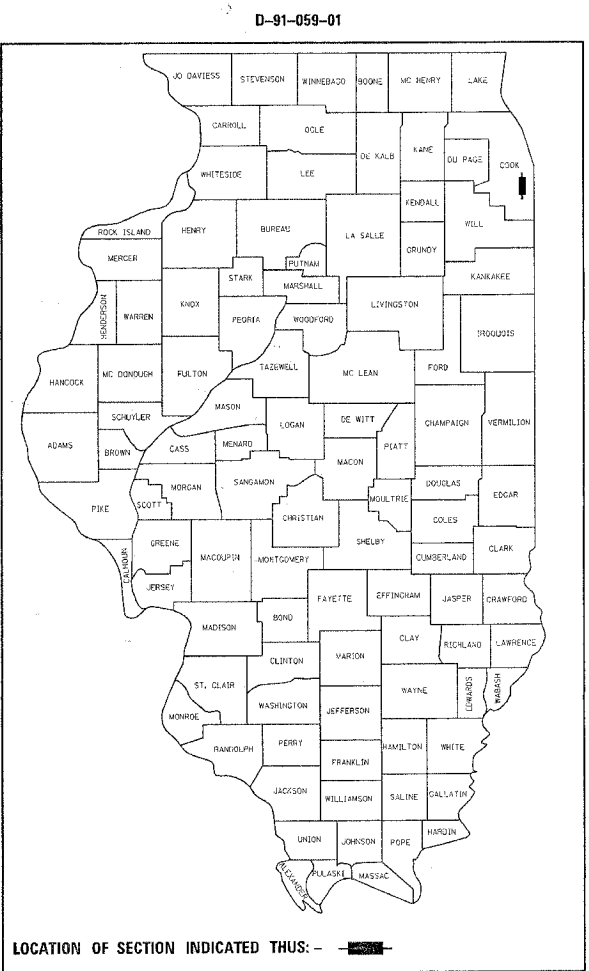 D-91-059-01
JO DAVIESS STEVENSON WINNEBAGO BOONE MC HENRY LAKE
CARROLL OGLE
DE KALB KANE DU PAGE COOK
WHITESIDE LEE
KENDALL
ROCK ISLAND HENRY BUREAU LA SALLE WILL
MERCER PUTNAM GRUNDY
STARK MARSHALL KANKAKEE
HENDERSON WARREN KNOX PEORIA WOODFORD LIVINGSTON IROQUOIS
HANCOCK MC DONOUGH FULTON TAZEWELL MC LEAN FORD
SCHUYLER MASON
ADAMS BROWN CASS MENARD LOGAN DE WITT PIATT CHAMPAIGN VERMILION
MACON
PIKE SCOTT MORGAN SANGAMON MOULTRIE DOUGLAS EDGAR
CHRISTIAN COLES
CALHOUN GREENE MACOUPIN MONTGOMERY SHELBY CUMBERLAND CLARK
JERSEY
FAYETTE EFFINGHAM JASPER CRAWFORD
MADISON BOND
CLAY RICHLAND LAWRENCE
CLINTON MARION
ST. CLAIR WAYNE EDWARDS WABASH
WASHINGTON JEFFERSON
MONROE
RANDOLPH PERRY HAMILTON WHITE
FRANKLIN
JACKSON WILLIAMSON SALINE GALLATIN
UNION JOHNSON POPE HARDIN
ALEXANDER PULASKI MASSAC
LOCATION OF SECTION INDICATED THUS: -